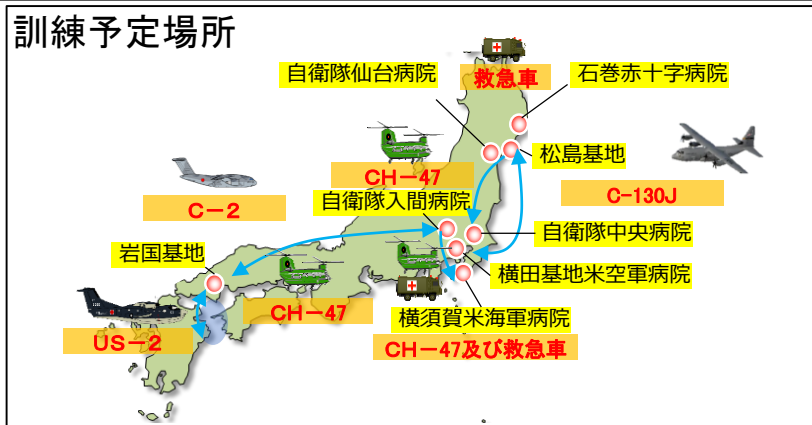 訓練予定場所
自衛隊仙台病院
救急車
石巻赤十字病院
松島基地
CH－47
C－2
C-130J
自衛隊入間病院
自衛隊中央病院
岩国基地
横田基地米空軍病院
CH－47
横須賀米海軍病院
US－2
CH－47及び救急車